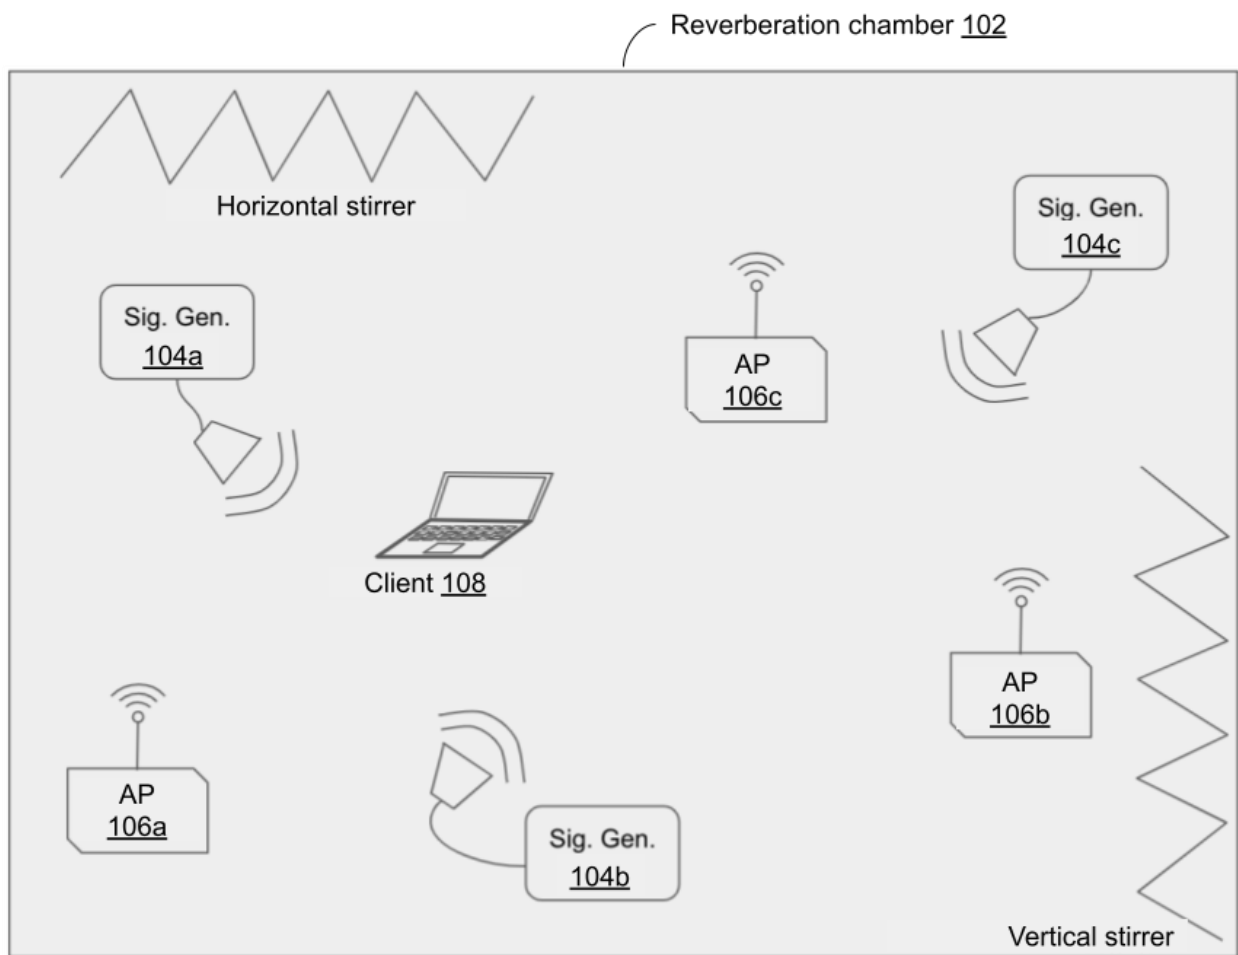 Reverberation chamber 102
Horizontal stirrer
Sig. Gen.
104c
Sig. Gen.
104a
AP
106c
Client 108
AP
106b
AP
106a
Sig. Gen.
104b
Vertical stirrer